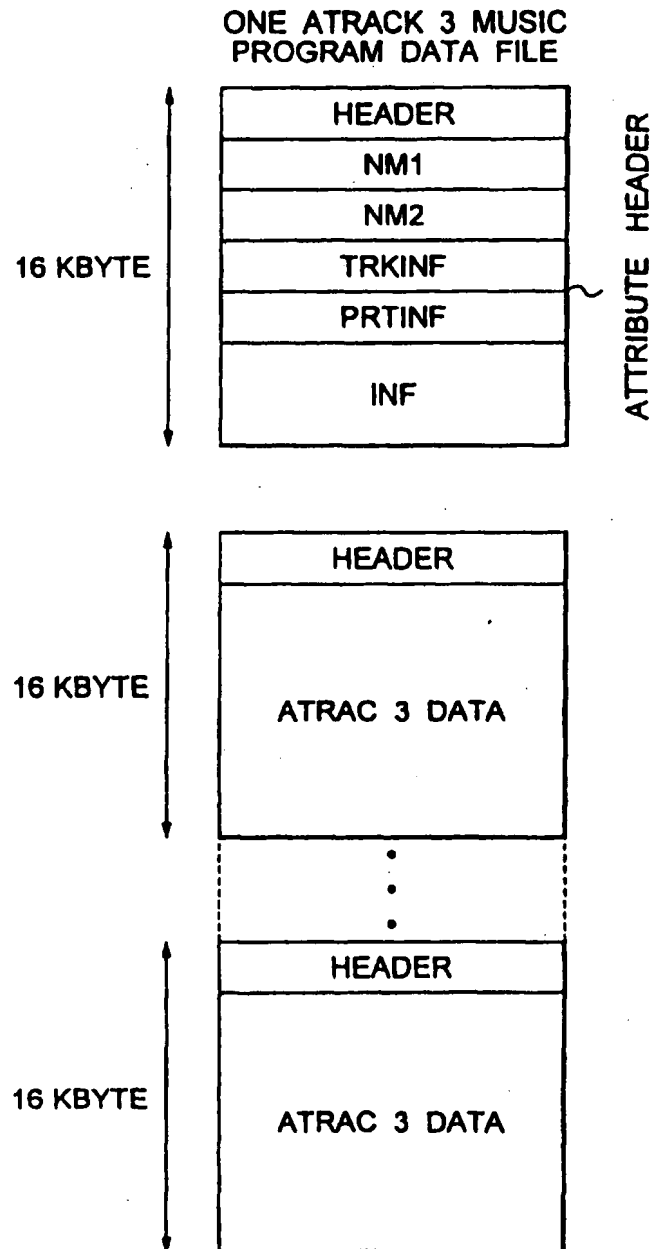 ONE ATRACK 3 MUSIC
PROGRAM DATA FILE
HEADER
NM1
NM2
TRKINF
PRTINF
INF
16 KBYTE
ATTRIBUTE HEADER
HEADER
ATRAC 3 DATA
16 KBYTE
HEADER
ATRAC 3 DATA
16 KBYTE